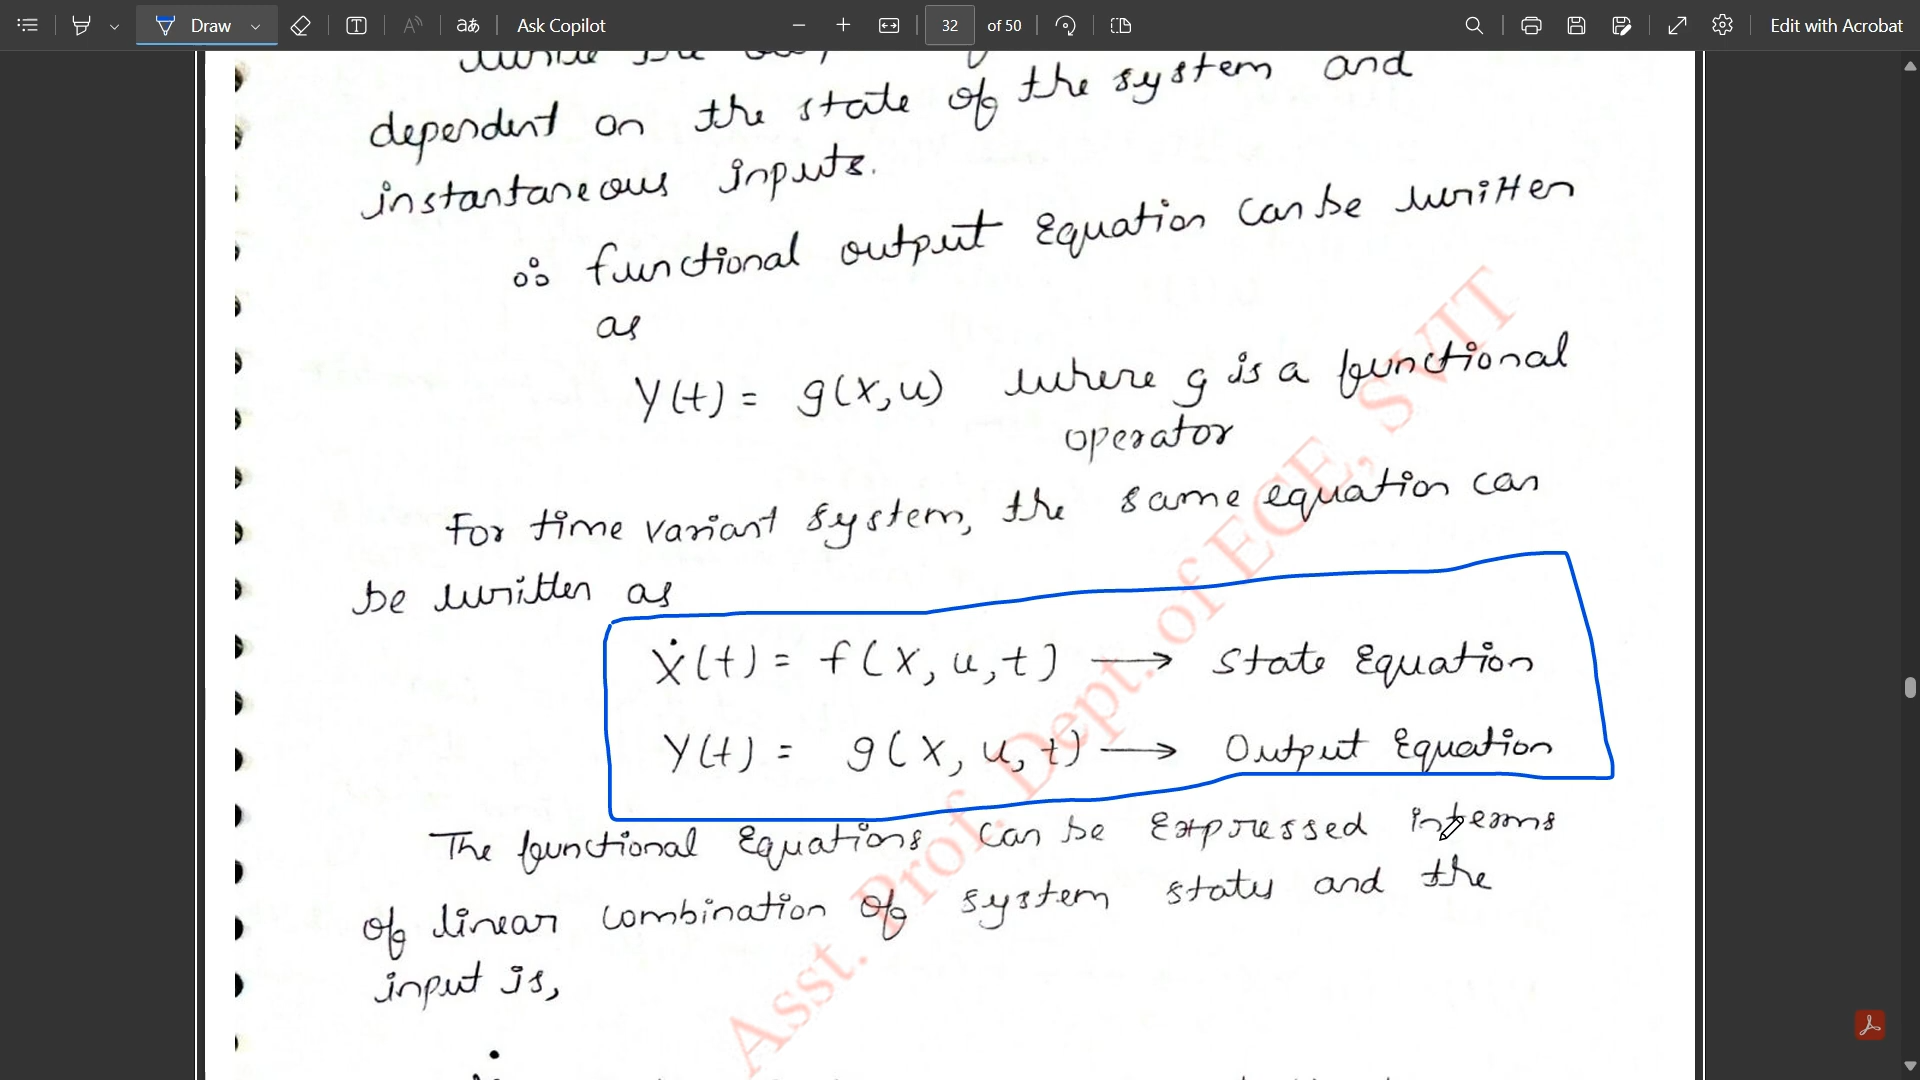 Draw
Ask Copilot
32 of 50
Edit with Acrobat
dependent on the state of the system and
instantaneous inputs.
∴ functional output Equation can be written
as
Y(t) = g(x,u) where g is a functional
operator
For time variant system, the same equation can
be written as
Ẋ(t) = f(x, u, t) → State Equation
Y(t) = g(x, u, t) → Output Equation
The functional Equations can be Expressed interms
of linear combination of system states and the
input is,
Asst. Prof. Dept. of ECE, SVIT